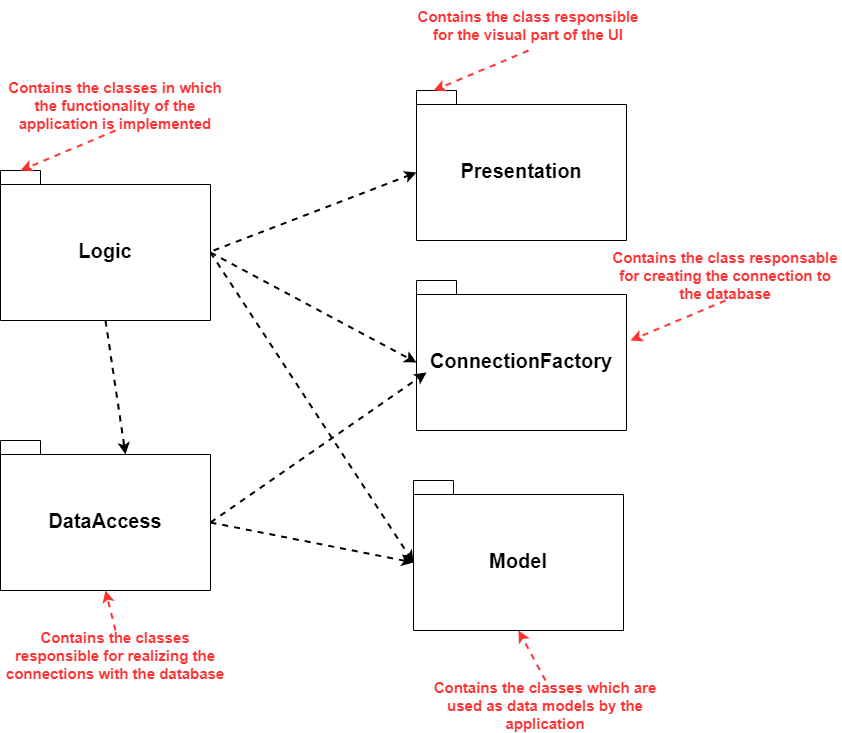 Contains the class responsible
for the visual part of the UI
Contains the classes in which
the functionality of the
application is implemented
Presentation
Logic
Contains the class responsable
for creating the connection to
the database
ConnectionFactory
DataAccess
Model
Contains the classes
responsible for realizing the
connections with the database
Contains the classes which are
used as data models by the
application